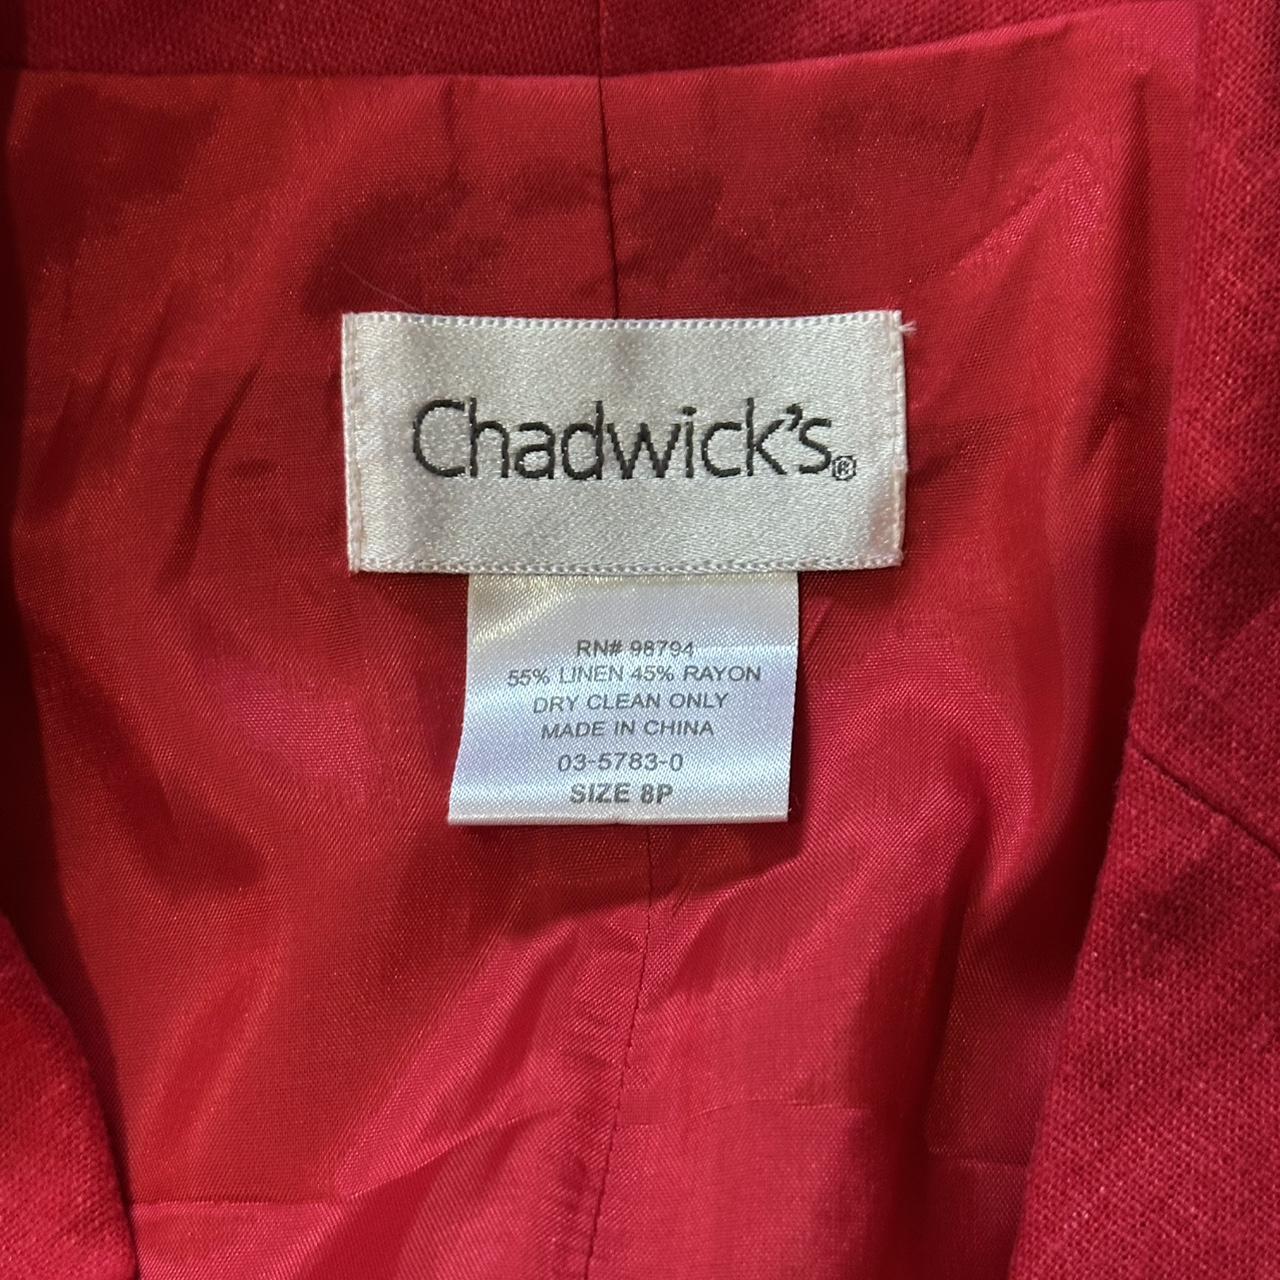 Chadwick's®
RN# 98794
55% LINEN 45% RAYON
DRY CLEAN ONLY
MADE IN CHINA
03-5783-0
SIZE 8P